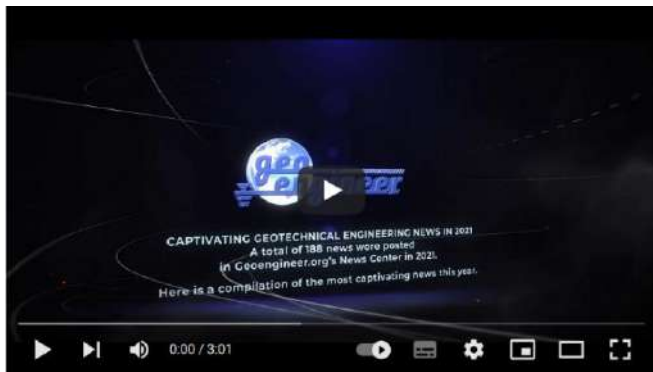 geo
engineer
CAPTIVATING GEOTECHNICAL ENGINEERING NEWS IN 2021
A total of 188 news were posted
in Geoengineer.org's News Center in 2021.
Here is a compilation of the most captivating news this year.
0:00 / 3:01